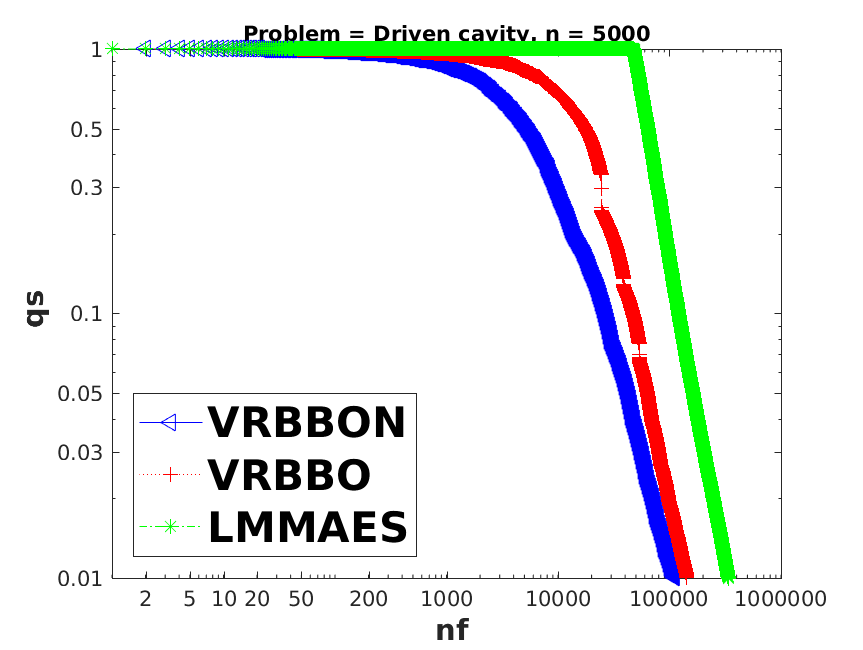 Problem = Driven cavity, n = 5000
1
0.5
0.3
0.1
0.05
0.03
0.01
qs
VRBBON
VRBBO
LMMAES
2 5 10 20 50 200 1000 10000 100000 1000000
nf